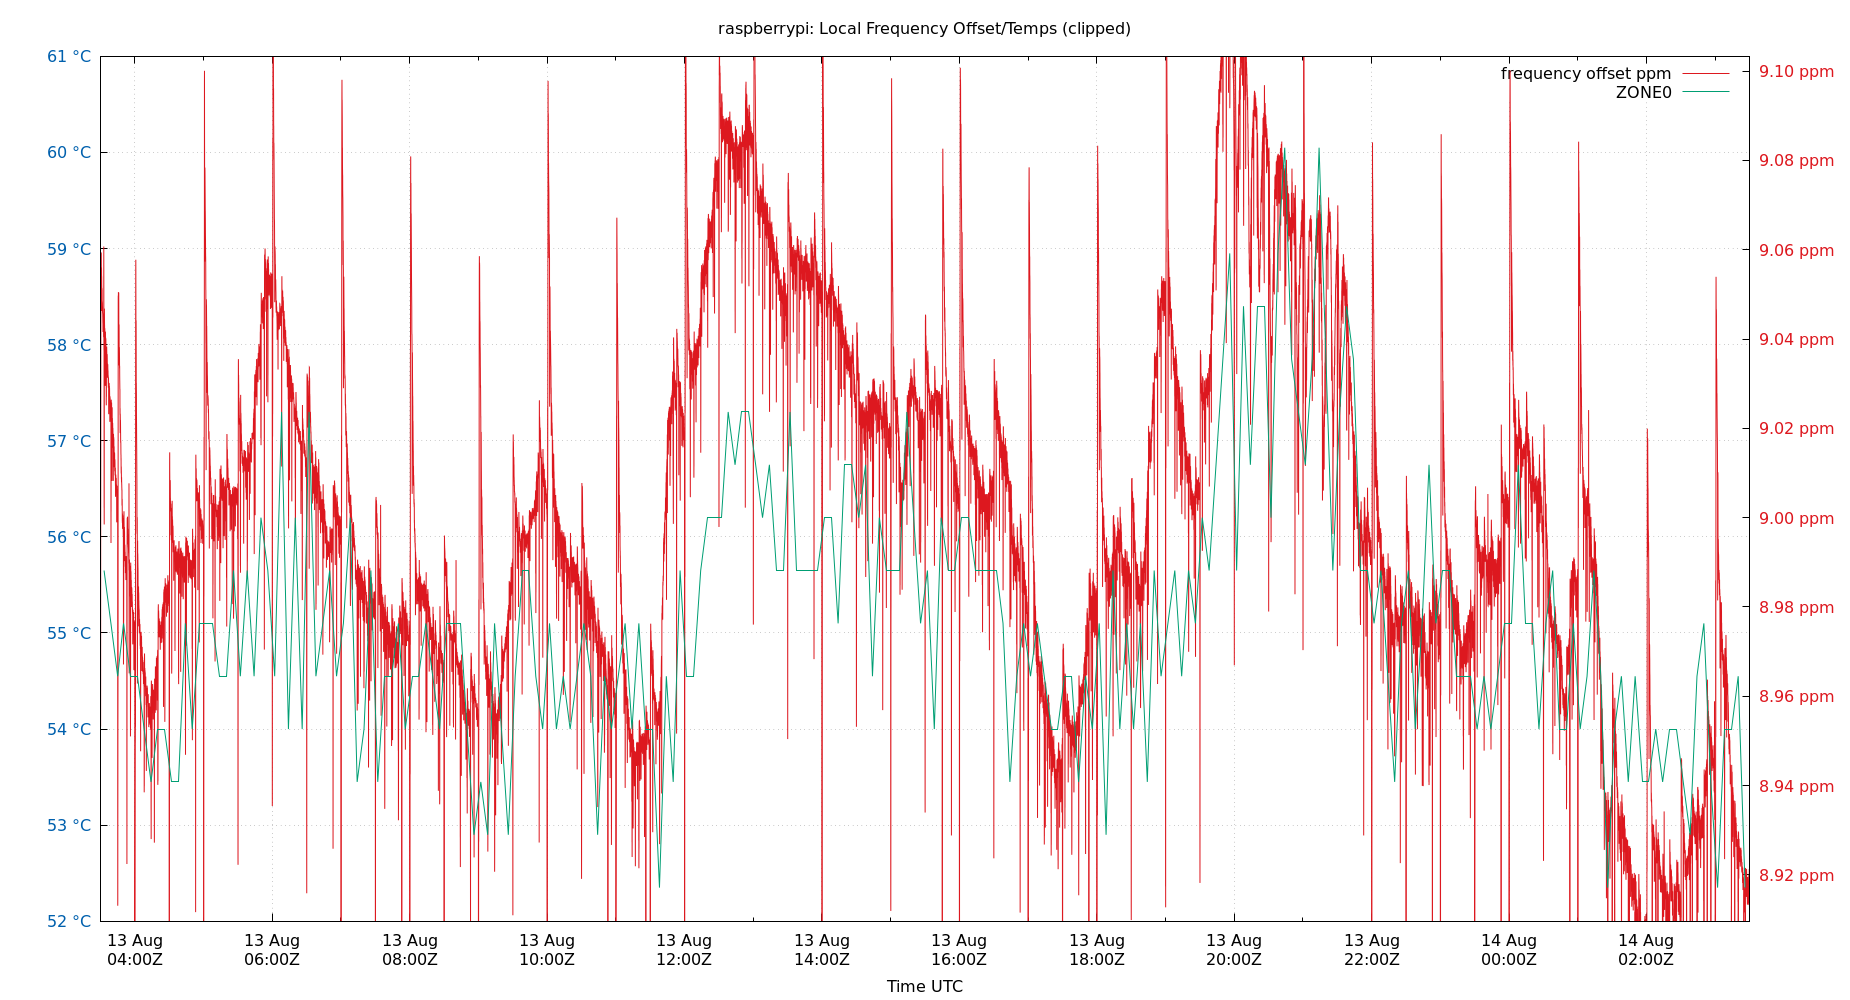 raspberrypi: Local Frequency Offset/Temps (clipped)
frequency offset ppm
ZONE0
61 °C
60 °C
59 °C
58 °C
57 °C
56 °C
55 °C
54 °C
53 °C
52 °C
9.10 ppm
9.08 ppm
9.06 ppm
9.04 ppm
9.02 ppm
9.00 ppm
8.98 ppm
8.96 ppm
8.94 ppm
8.92 ppm
13 Aug 13 Aug 13 Aug 13 Aug 13 Aug 13 Aug 13 Aug 13 Aug 13 Aug 13 Aug 14 Aug 14 Aug
04:00Z 06:00Z 08:00Z 10:00Z 12:00Z 14:00Z 16:00Z 18:00Z 20:00Z 22:00Z 00:00Z 02:00Z
Time UTC